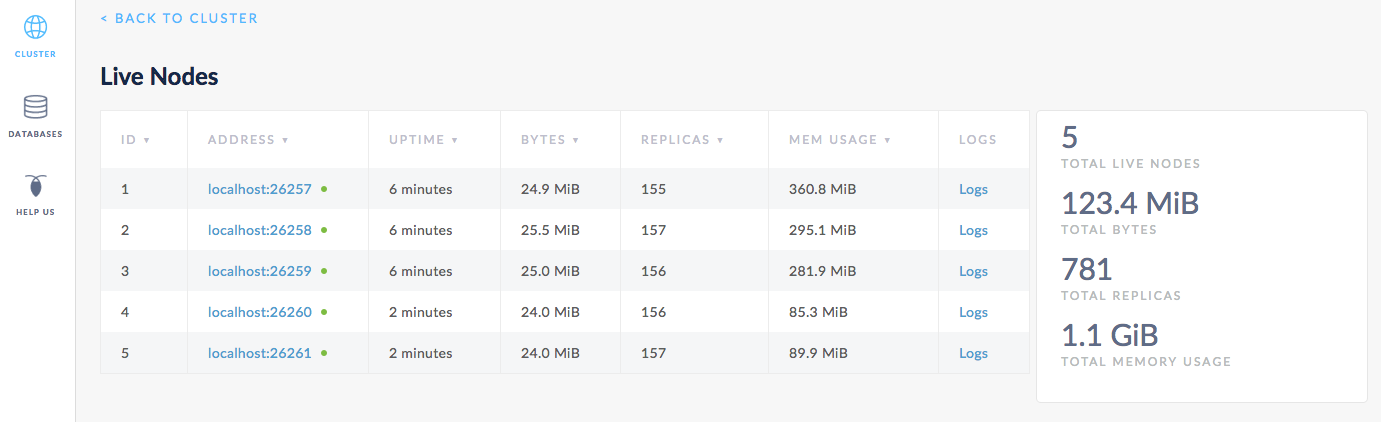 < BACK TO CLUSTER
CLUSTER
DATABASES
HELP US
Live Nodes
ID ▼ ADDRESS ▼ UPTIME ▼ BYTES ▼ REPLICAS ▼ MEM USAGE ▼ LOGS
1 localhost:26257 6 minutes 24.9 MiB 155 360.8 MiB Logs
2 localhost:26258 6 minutes 25.5 MiB 157 295.1 MiB Logs
3 localhost:26259 6 minutes 25.0 MiB 156 281.9 MiB Logs
4 localhost:26260 2 minutes 24.0 MiB 156 85.3 MiB Logs
5 localhost:26261 2 minutes 24.0 MiB 157 89.9 MiB Logs
5
TOTAL LIVE NODES
123.4 MiB
TOTAL BYTES
781
TOTAL REPLICAS
1.1 GiB
TOTAL MEMORY USAGE